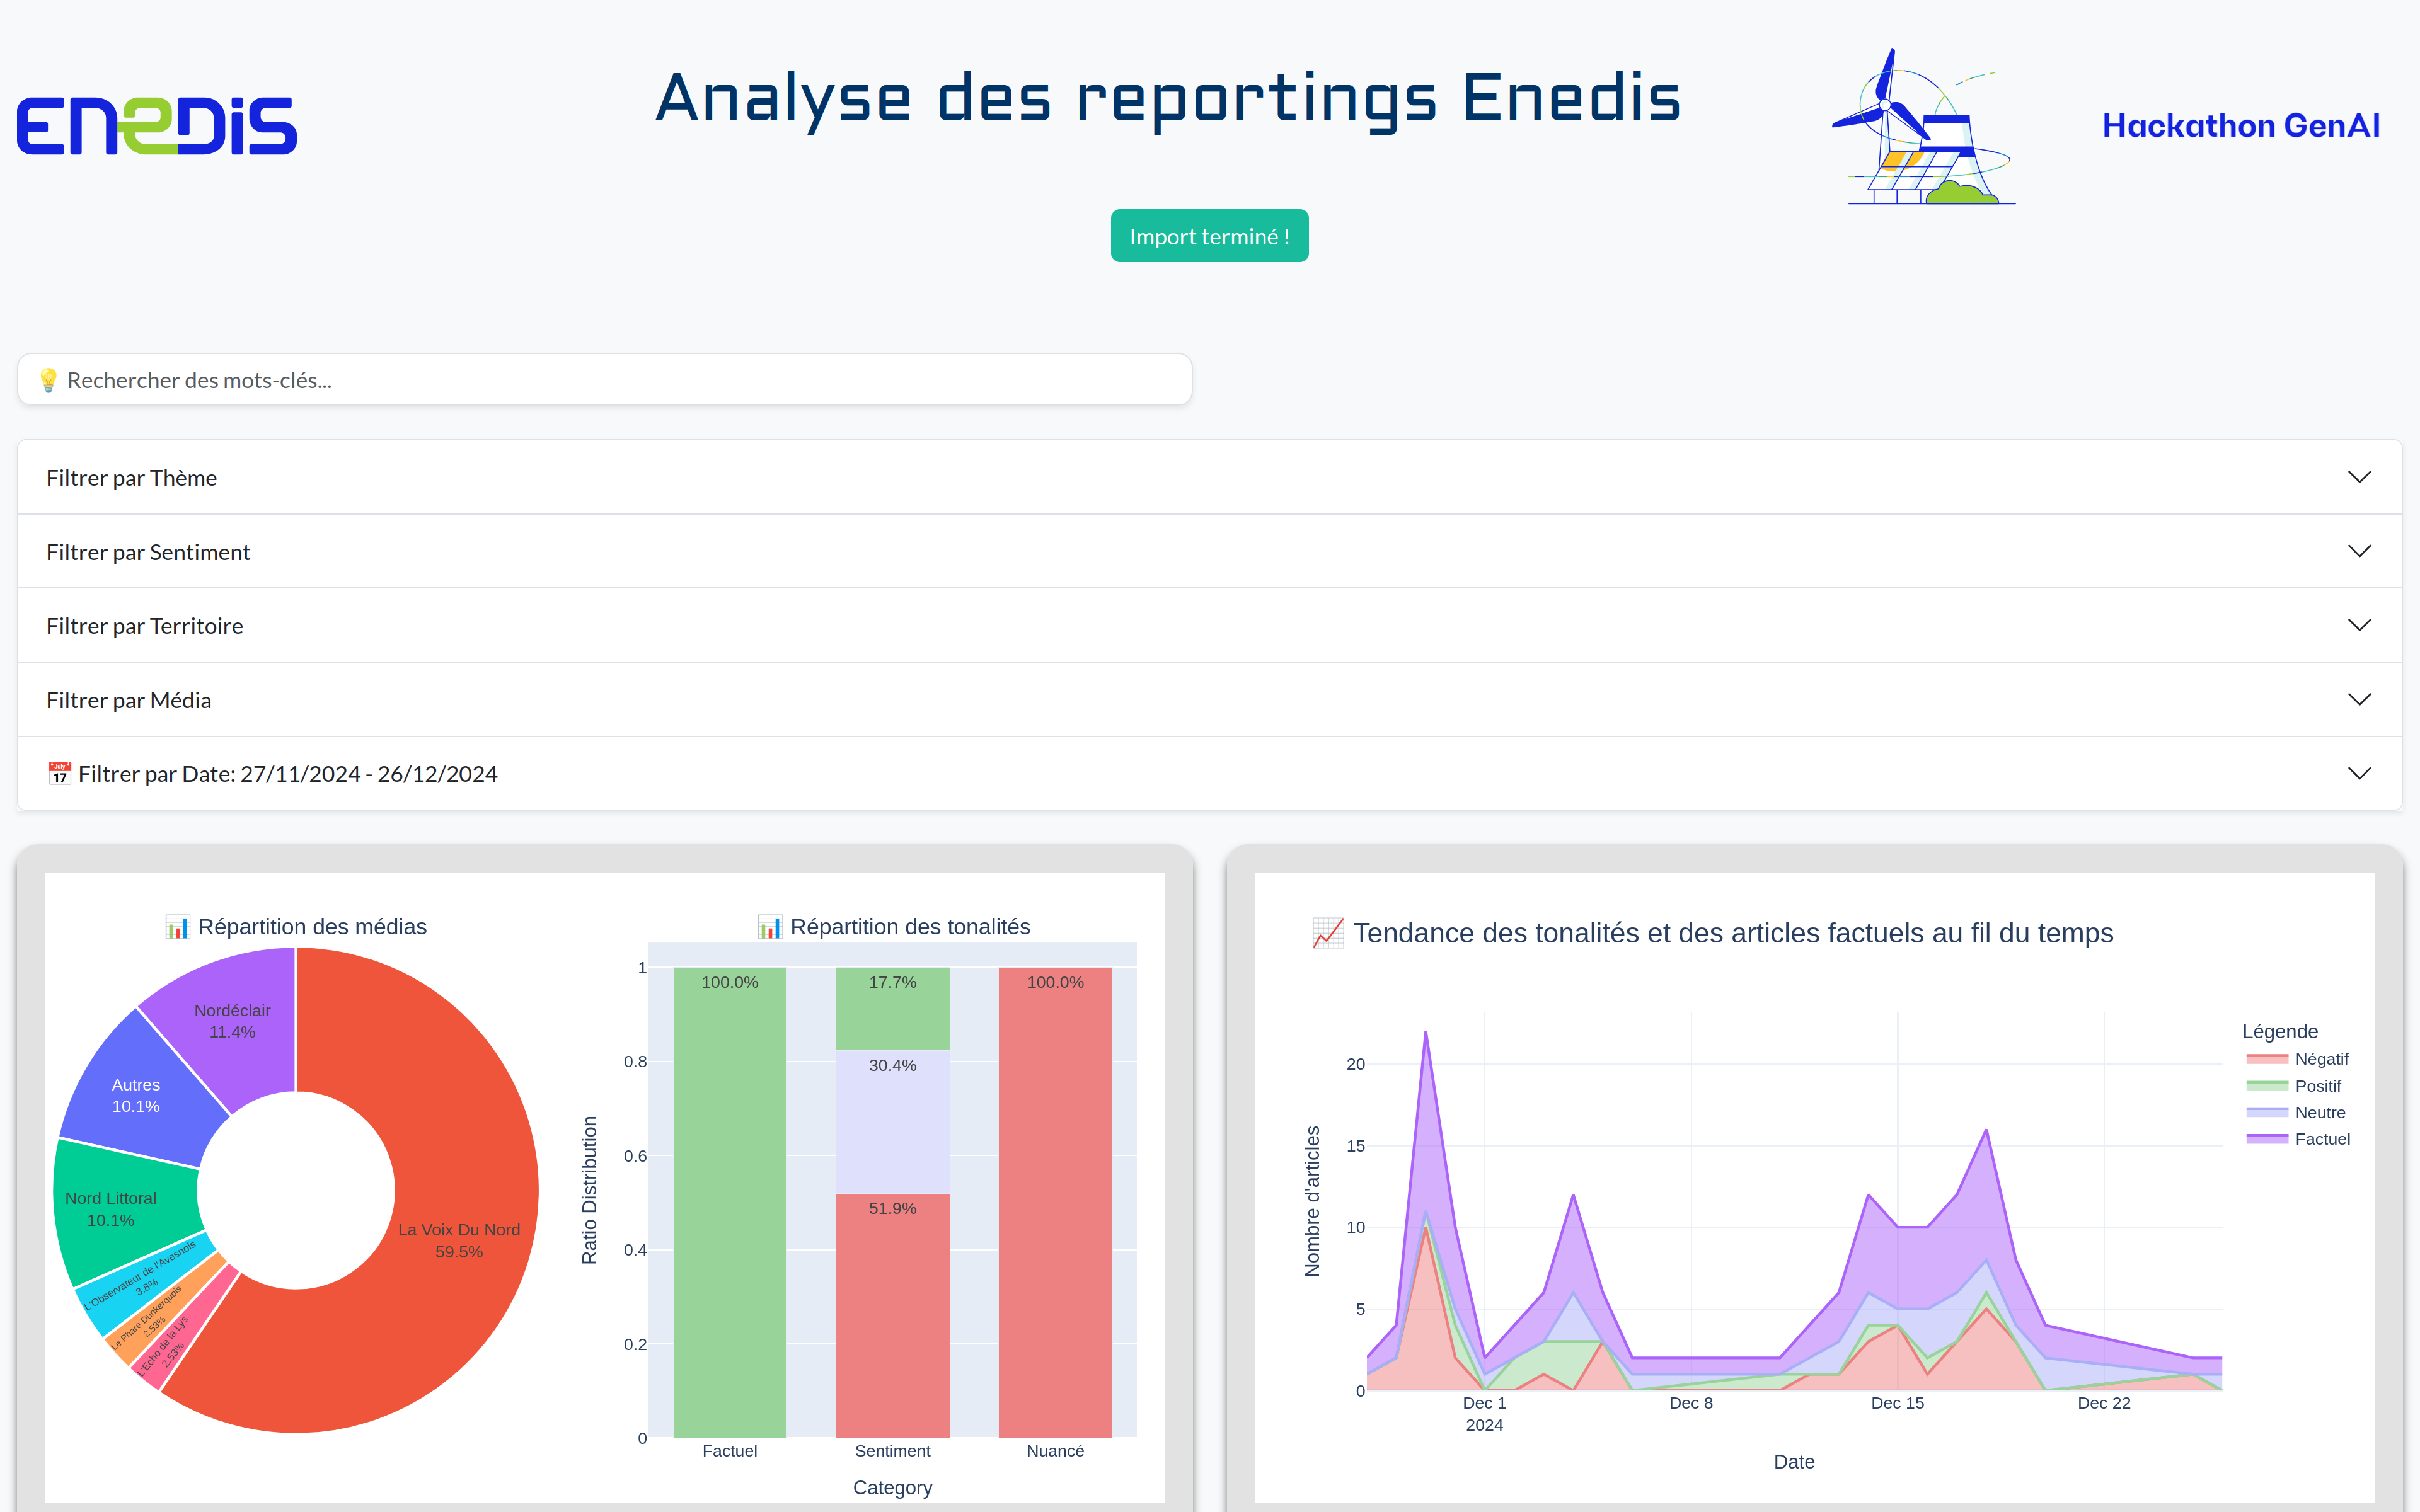 ENEDIS
Analyse des reportings Enedis
Hackathon GenAI
Import terminé !
💡 Rechercher des mots-clés...
Filtrer par Thème
Filtrer par Sentiment
Filtrer par Territoire
Filtrer par Média
📅 Filtrer par Date: 27/11/2024 - 26/12/2024
📊 Répartition des médias
Nordéclair
11.4%
Autres
10.1%
Nord Littoral
10.1%
L'Observateur de l'Avesnois
3.8%
Le Phare Dunkerquois
2.53%
L'Echo de la Lys
2.53%
La Voix Du Nord
59.5%
📊 Répartition des tonalités
Ratio Distribution
1
0.8
0.6
0.4
0.2
0
100.0%
17.7%
30.4%
51.9%
100.0%
Factuel
Sentiment
Nuancé
Category
📈 Tendance des tonalités et des articles factuels au fil du temps
Nombre d'articles
20
15
10
5
0
Dec 1
2024
Dec 8
Dec 15
Dec 22
Date
Légende
Négatif
Positif
Neutre
Factuel